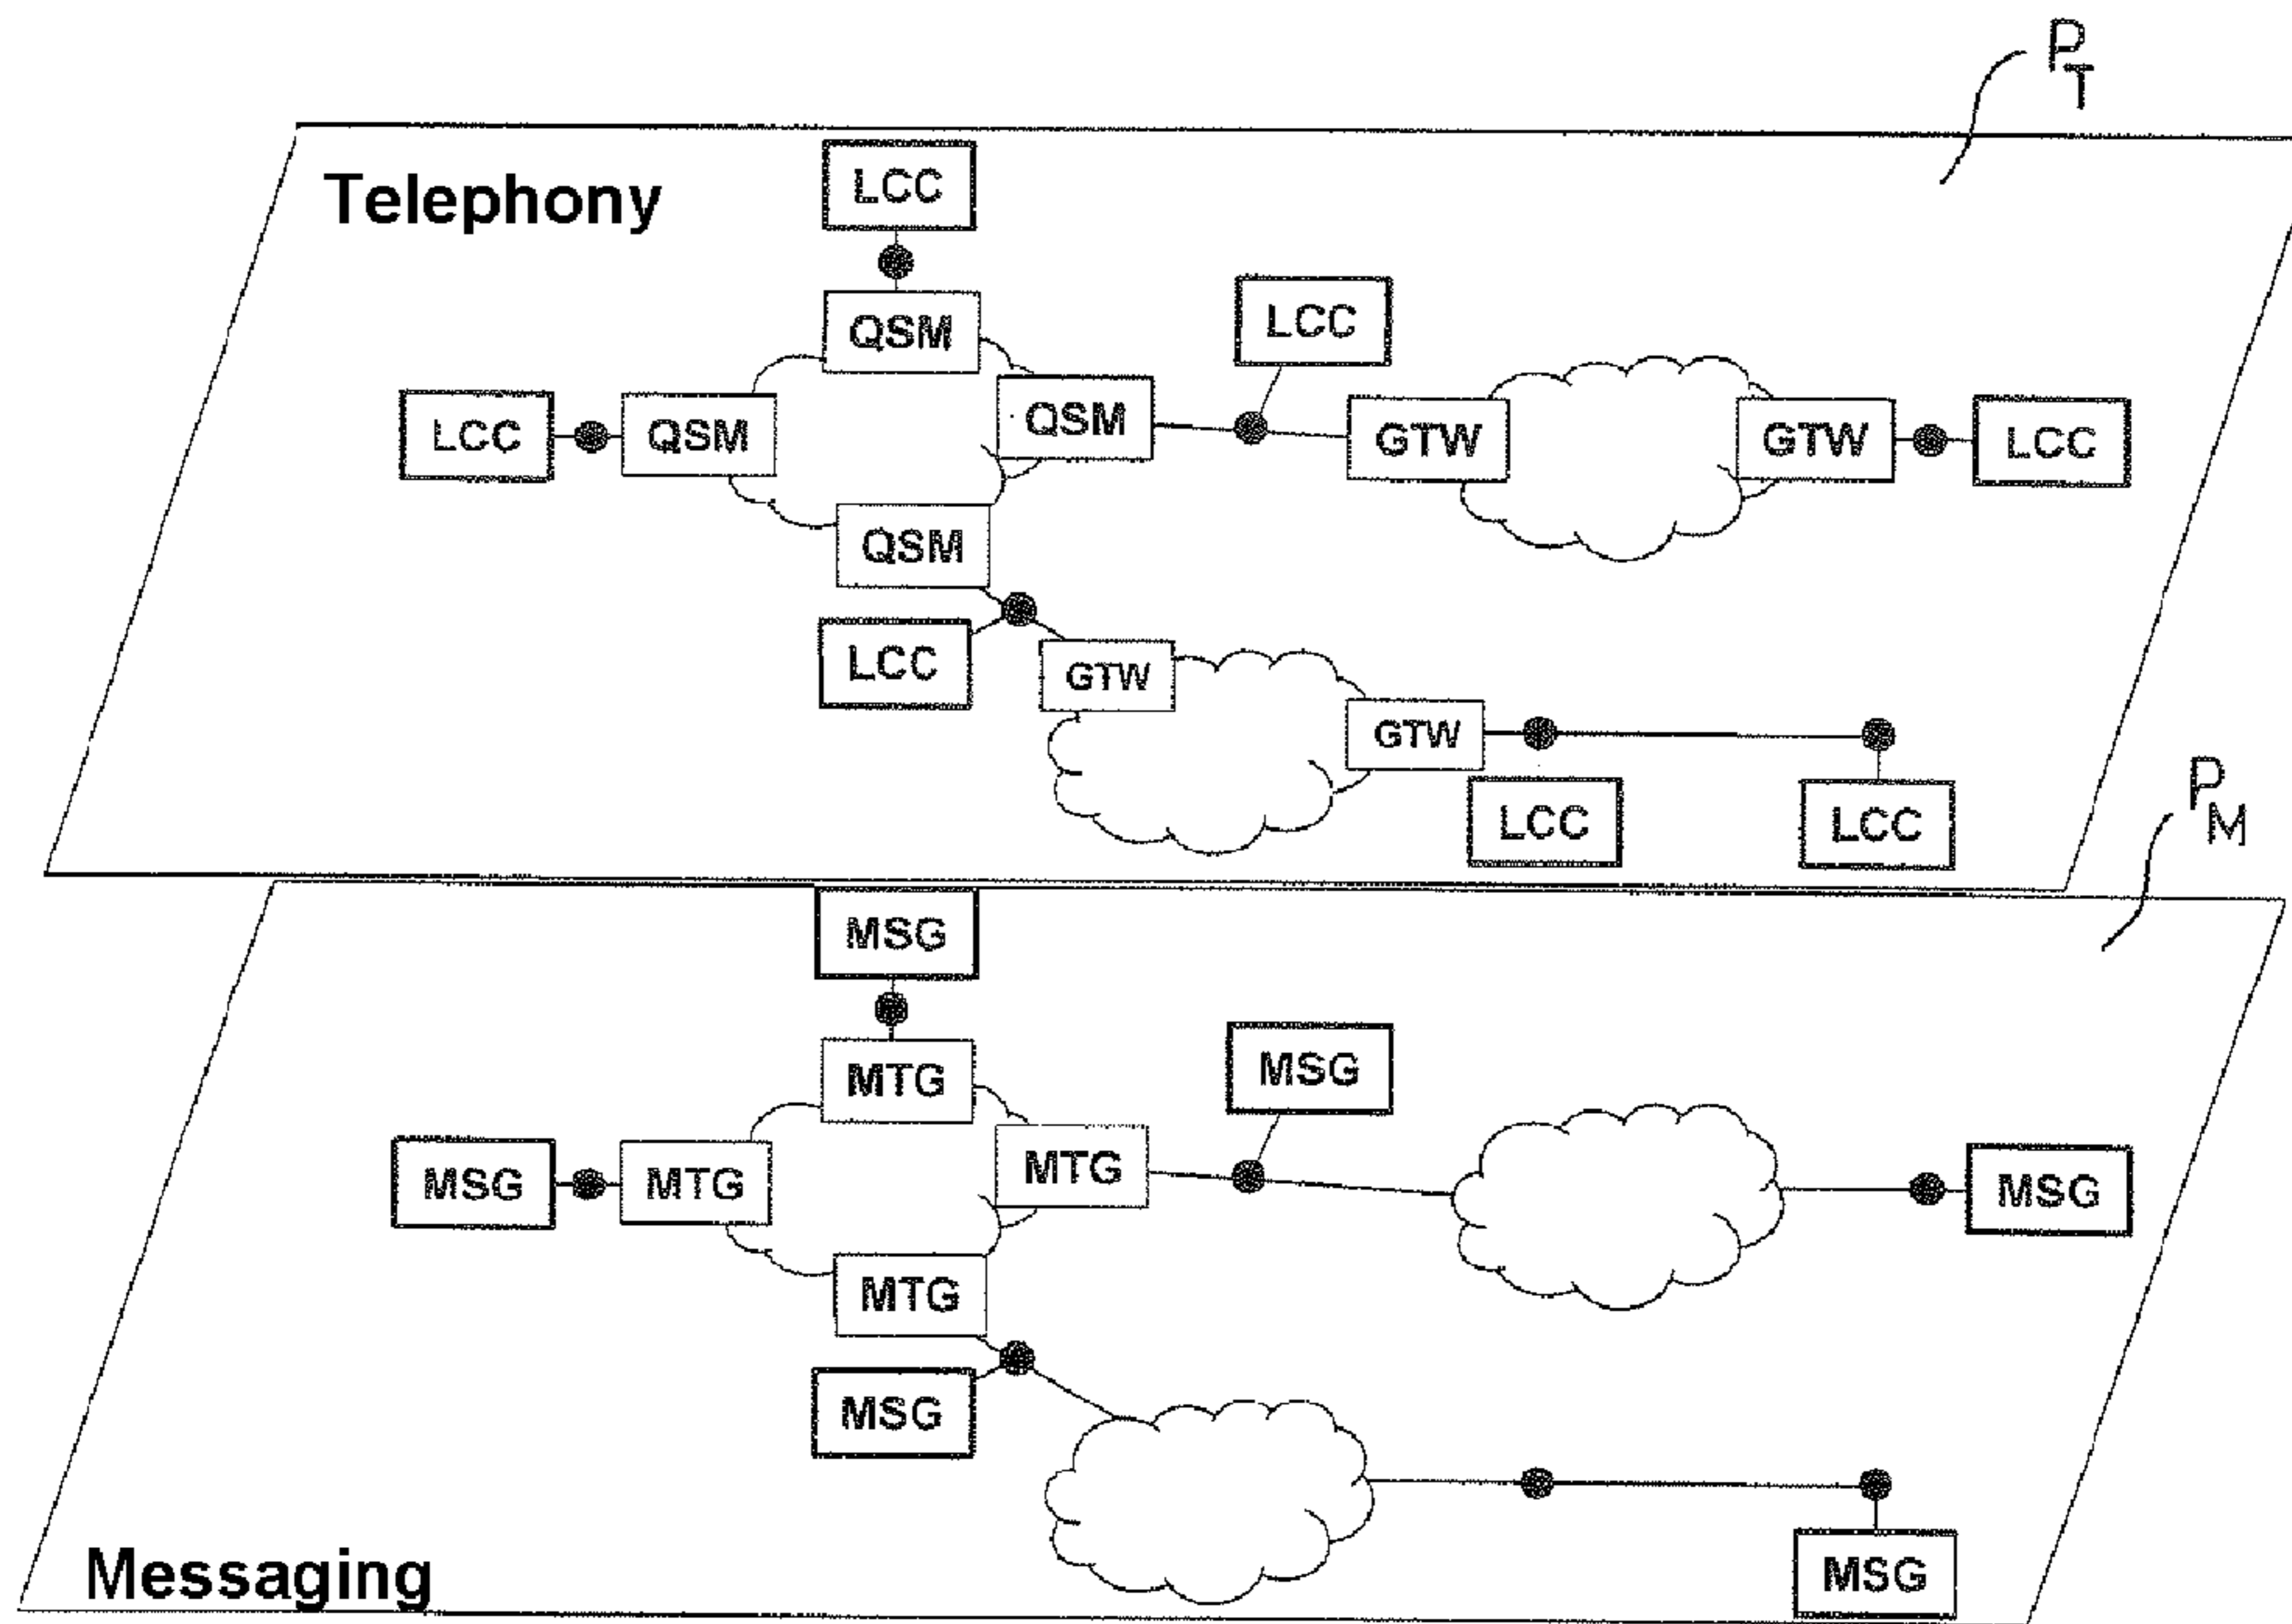 P_T
Telephony
LCC
QSM
LCC
LCC
QSM
QSM
GTW
GTW
LCC
QSM
LCC
GTW
GTW
LCC
LCC
P_M
MSG
MTG
MSG
MSG
MTG
MTG
MSG
MTG
MSG
Messaging
MSG